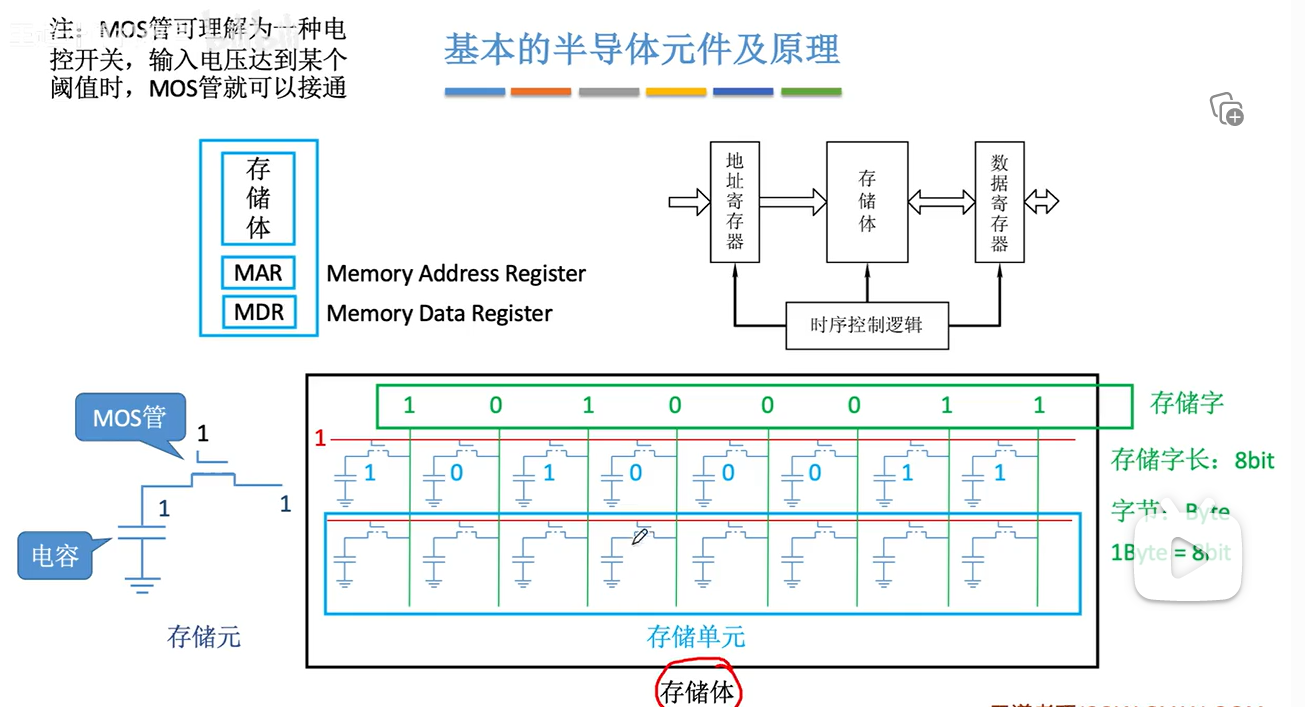 注：MOS管可理解为一种电
控开关，输入电压达到某个
阈值时，MOS管就可以接通
基本的半导体元件及原理
存储体
MAR
Memory Address Register
MDR
Memory Data Register
地址寄存器
存储体
数据寄存器
时序控制逻辑
MOS管
1
1
1
电容
存储元
1 0 1 0 0 0 1 1
存储字
1
1 0 1 0 0 0 1 1
存储字长：8bit
字节：Byte
1Byte = 8bit
存储单元
存储体